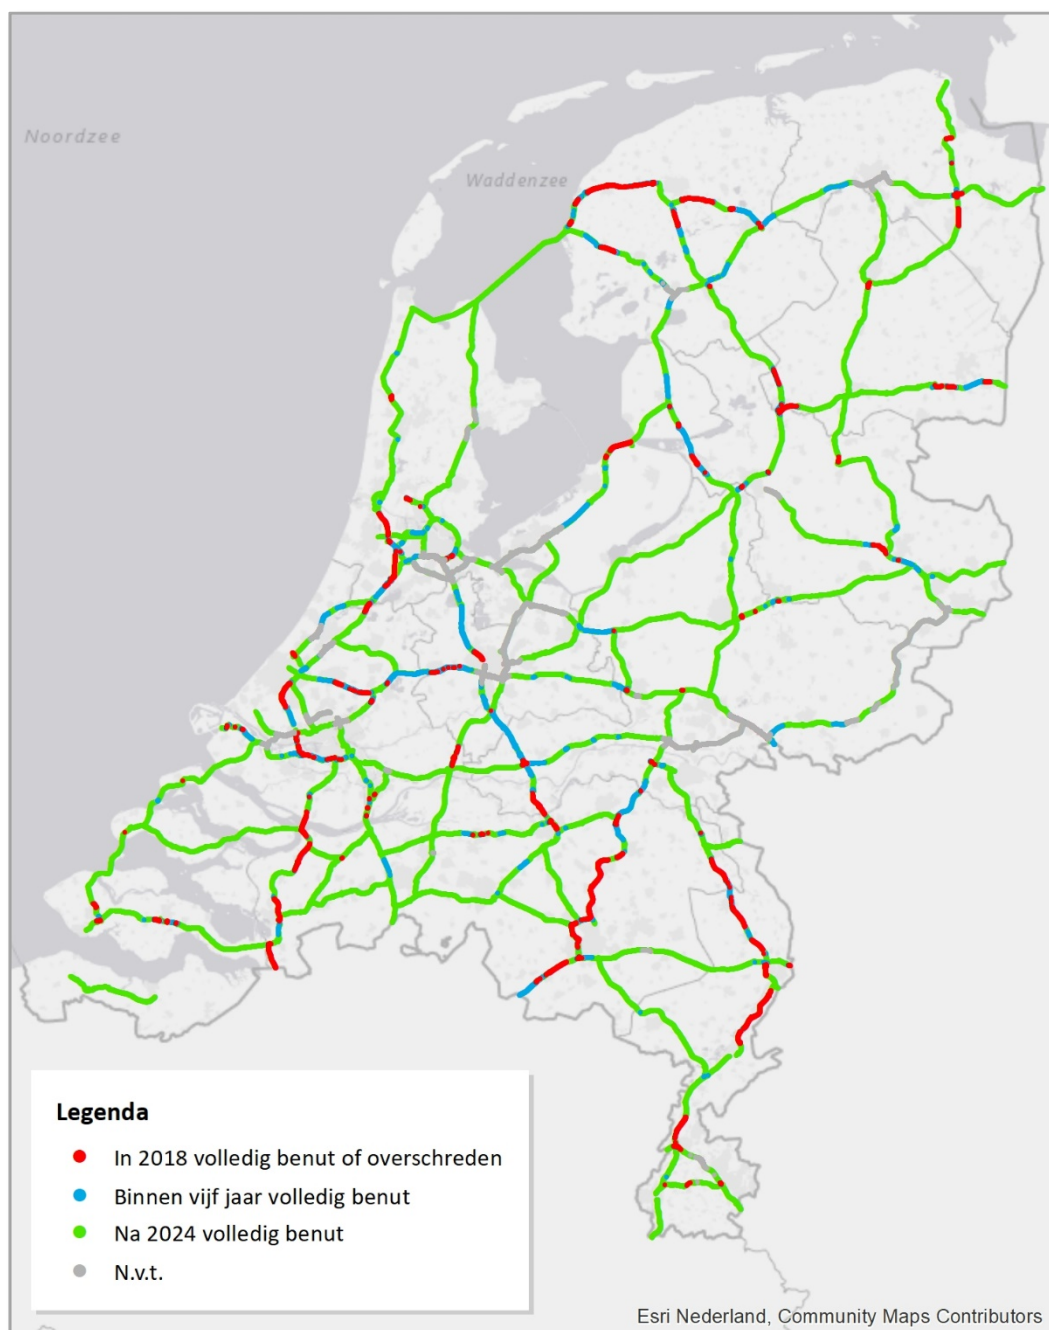 Noordzee
Waddenzee
Legenda
In 2018 volledig benut of overschreden
Binnen vijf jaar volledig benut
Na 2024 volledig benut
N.v.t.
Esri Nederland, Community Maps Contributors